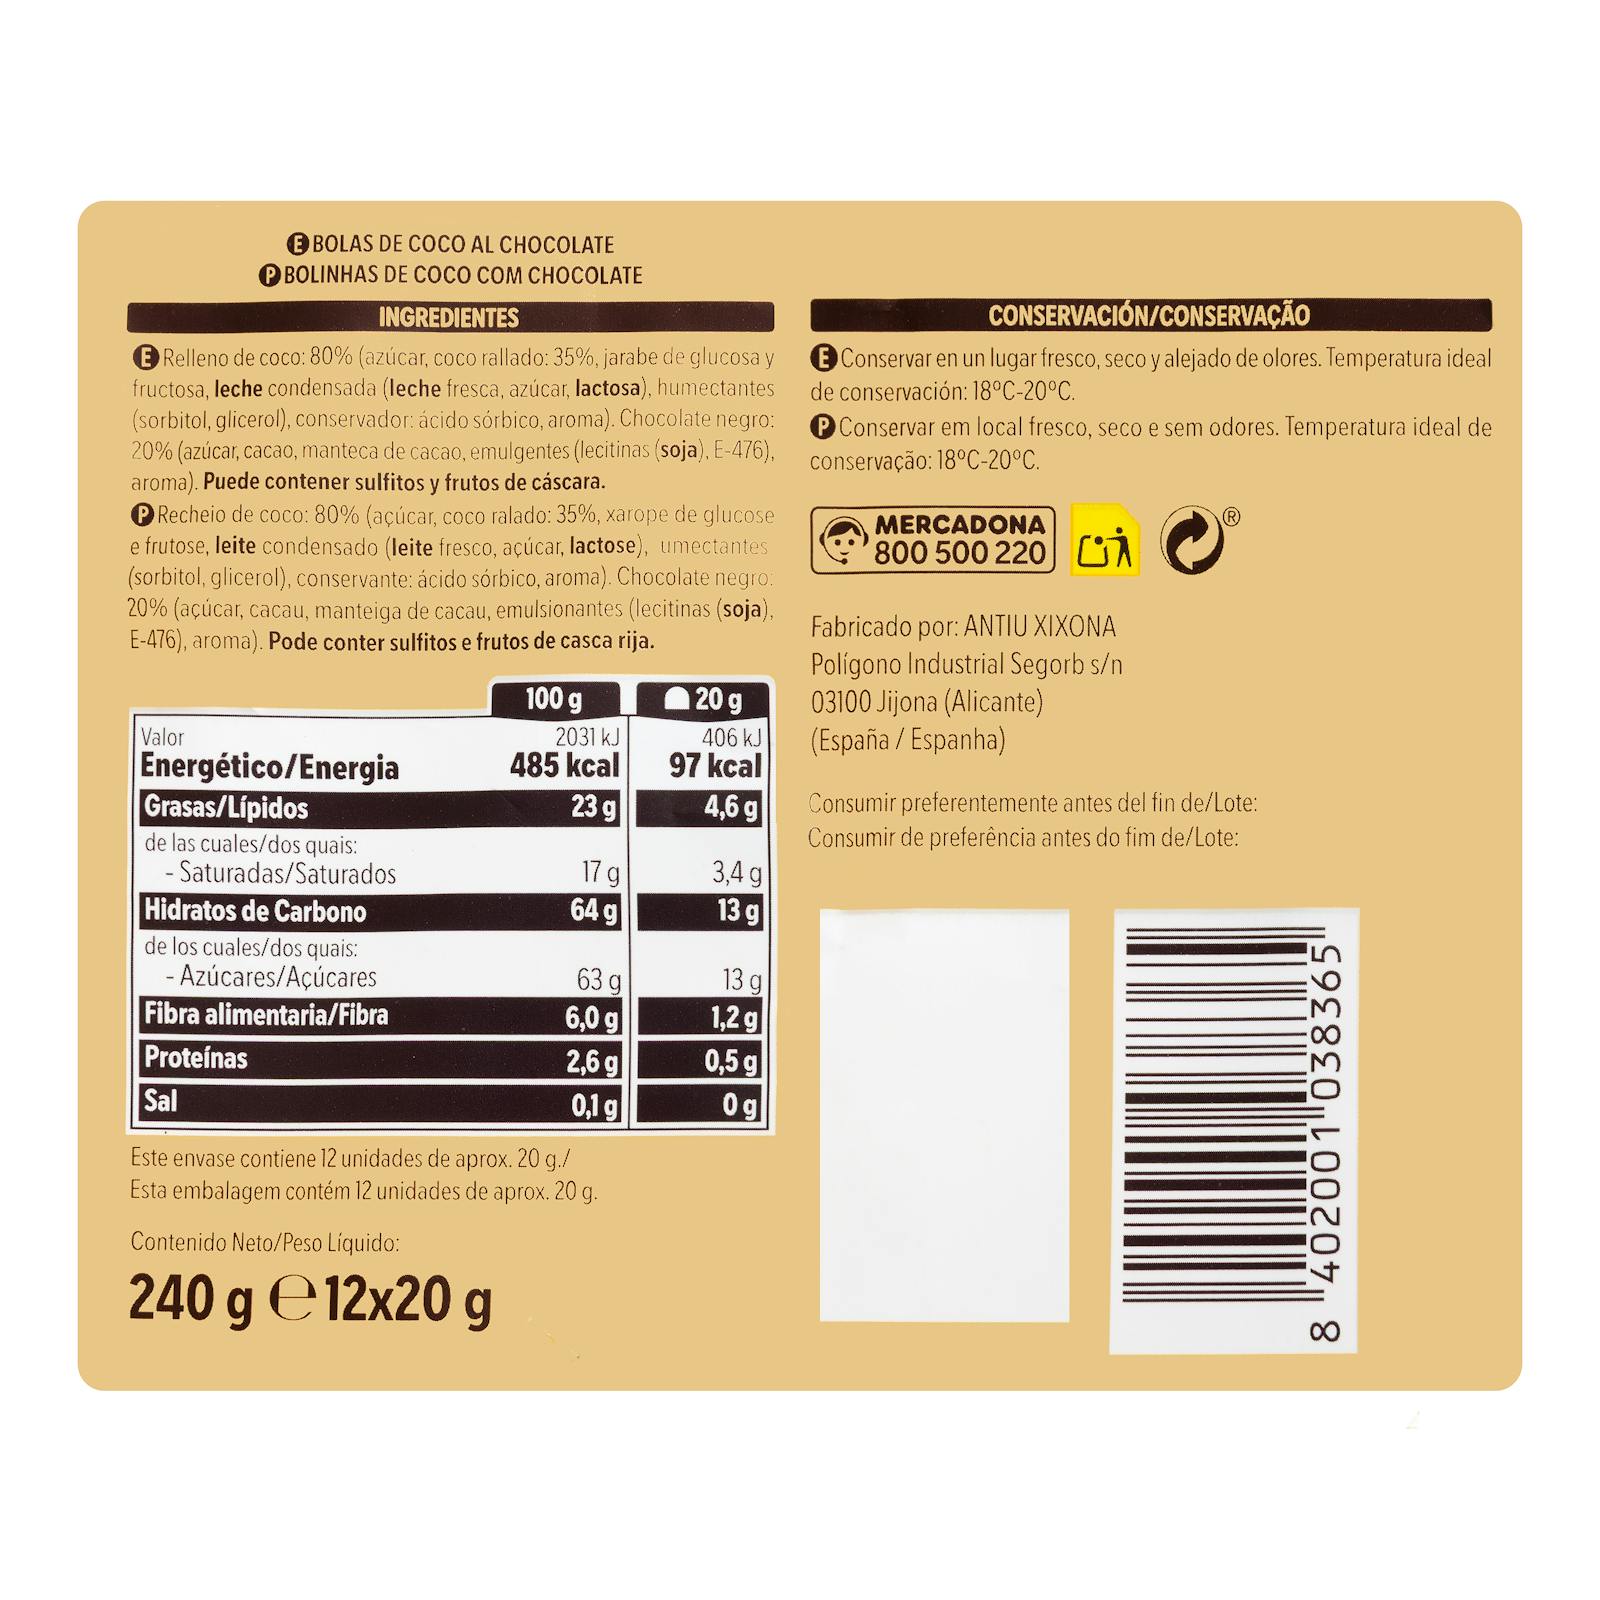 E BOLAS DE COCO AL CHOCOLATE
P BOLINHAS DE COCO COM CHOCOLATE
INGREDIENTES
E Relleno de coco: 80% (azúcar, coco rallado: 35%, jarabe de glucosa y
fructosa, leche condensada (leche fresca, azúcar, lactosa), humectantes
(sorbitol, glicerol), conservador: ácido sórbico, aroma). Chocolate negro:
20% (azúcar, cacao, manteca de cacao, emulgentes (lecitinas (soja), E-476),
aroma). Puede contener sulfitos y frutos de cáscara.
P Recheio de coco: 80% (açúcar, coco ralado: 35%, xarope de glucose
e frutose, leite condensado (leite fresco, açúcar, lactose), umectantes
(sorbitol, glicerol), conservante: ácido sórbico, aroma). Chocolate negro:
20% (açúcar, cacau, manteiga de cacau, emulsionantes (lecitinas (soja),
E-476), aroma). Pode conter sulfitos e frutos de casca rija.
100 g 20 g
Valor 2031 kJ 406 kJ
Energético/Energia 485 kcal 97 kcal
Grasas/Lípidos 23 g 4,6 g
de las cuales/dos quais:
- Saturadas/Saturados 17 g 3,4 g
Hidratos de Carbono 64 g 13 g
de los cuales/dos quais:
- Azúcares/Açúcares 63 g 13 g
Fibra alimentaria/Fibra 6,0 g 1,2 g
Proteínas 2,6 g 0,5 g
Sal 0,1 g 0 g
Este envase contiene 12 unidades de aprox. 20 g./
Esta embalagem contém 12 unidades de aprox. 20 g.
Contenido Neto/Peso Líquido:
240 g ℮ 12x20 g
CONSERVACIÓN/CONSERVAÇÃO
E Conservar en un lugar fresco, seco y alejado de olores. Temperatura ideal
de conservación: 18ºC-20ºC.
P Conservar em local fresco, seco e sem odores. Temperatura ideal de
conservação: 18ºC-20ºC.
MERCADONA
800 500 220
®
Fabricado por: ANTIU XIXONA
Polígono Industrial Segorb s/n
03100 Jijona (Alicante)
(España / Espanha)
Consumir preferentemente antes del fin de/Lote:
Consumir de preferência antes do fim de/Lote:
8 402001 038365